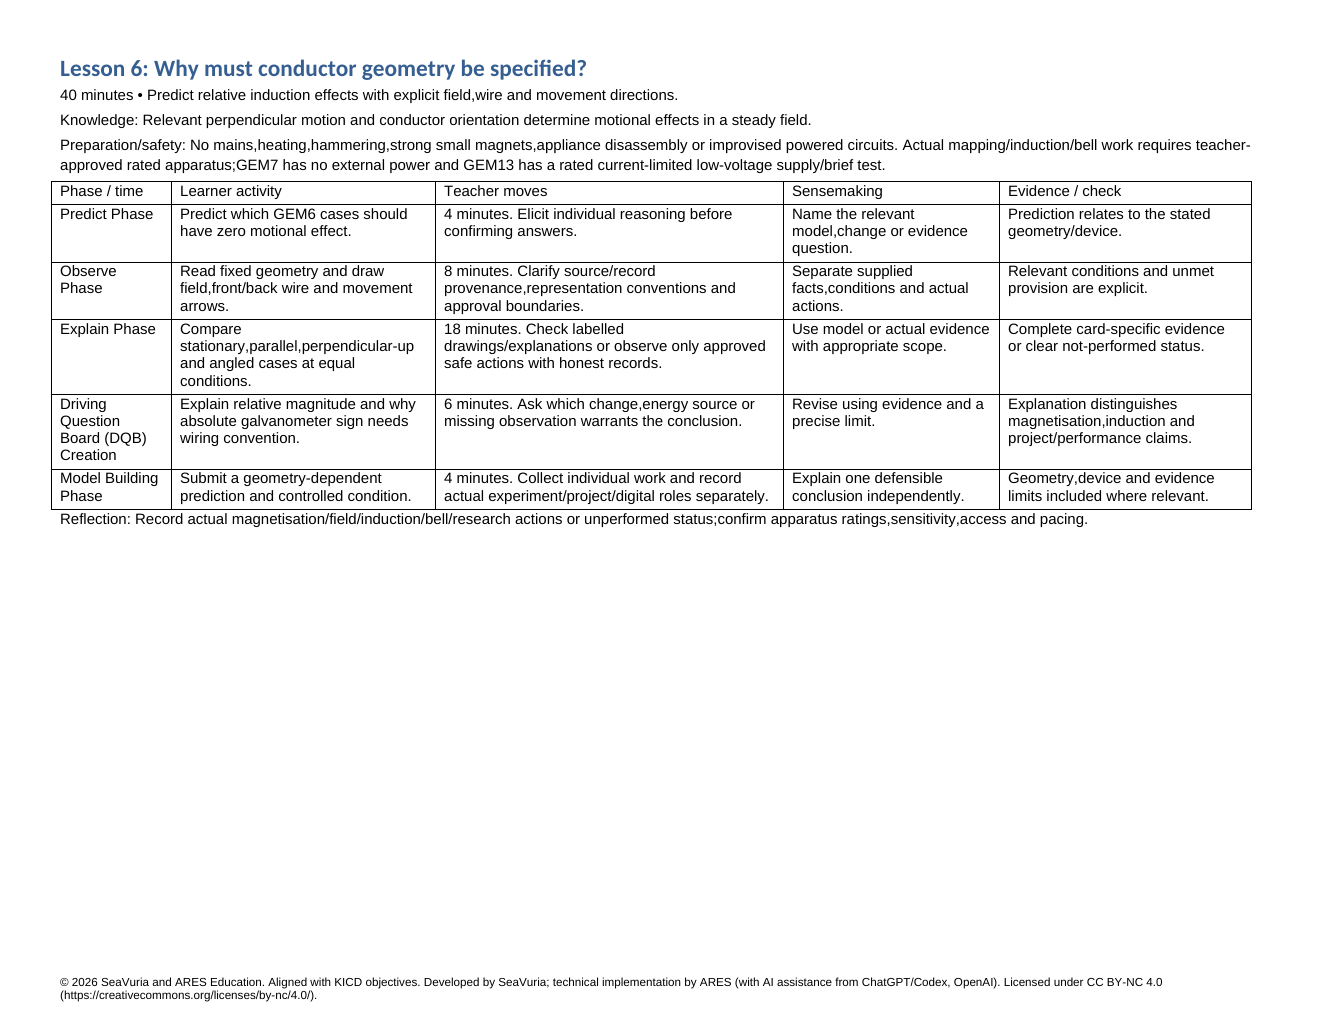 Lesson 6: Why must conductor geometry be specified?
40 minutes • Predict relative induction effects with explicit field,wire and movement directions.
Knowledge: Relevant perpendicular motion and conductor orientation determine motional effects in a steady field.
Preparation/safety: No mains,heating,hammering,strong small magnets,appliance disassembly or improvised powered circuits. Actual mapping/induction/bell work requires teacher-
approved rated apparatus;GEM7 has no external power and GEM13 has a rated current-limited low-voltage supply/brief test.
Phase / time
Learner activity
Teacher moves
Sensemaking
Evidence / check
Predict Phase
Predict which GEM6 cases should
have zero motional effect.
4 minutes. Elicit individual reasoning before
confirming answers.
Name the relevant
model,change or evidence
question.
Prediction relates to the stated
geometry/device.
Observe
Phase
Read fixed geometry and draw
field,front/back wire and movement
arrows.
8 minutes. Clarify source/record
provenance,representation conventions and
approval boundaries.
Separate supplied
facts,conditions and actual
actions.
Relevant conditions and unmet
provision are explicit.
Explain Phase
Compare
stationary,parallel,perpendicular-up
and angled cases at equal
conditions.
18 minutes. Check labelled
drawings/explanations or observe only approved
safe actions with honest records.
Use model or actual evidence
with appropriate scope.
Complete card-specific evidence
or clear not-performed status.
Driving
Question
Board (DQB)
Creation
Explain relative magnitude and why
absolute galvanometer sign needs
wiring convention.
6 minutes. Ask which change,energy source or
missing observation warrants the conclusion.
Revise using evidence and a
precise limit.
Explanation distinguishes
magnetisation,induction and
project/performance claims.
Model Building
Phase
Submit a geometry-dependent
prediction and controlled condition.
4 minutes. Collect individual work and record
actual experiment/project/digital roles separately.
Explain one defensible
conclusion independently.
Geometry,device and evidence
limits included where relevant.
Reflection: Record actual magnetisation/field/induction/bell/research actions or unperformed status;confirm apparatus ratings,sensitivity,access and pacing.
© 2026 SeaVuria and ARES Education. Aligned with KICD objectives. Developed by SeaVuria; technical implementation by ARES (with AI assistance from ChatGPT/Codex, OpenAI). Licensed under CC BY-NC 4.0
(https://creativecommons.org/licenses/by-nc/4.0/).